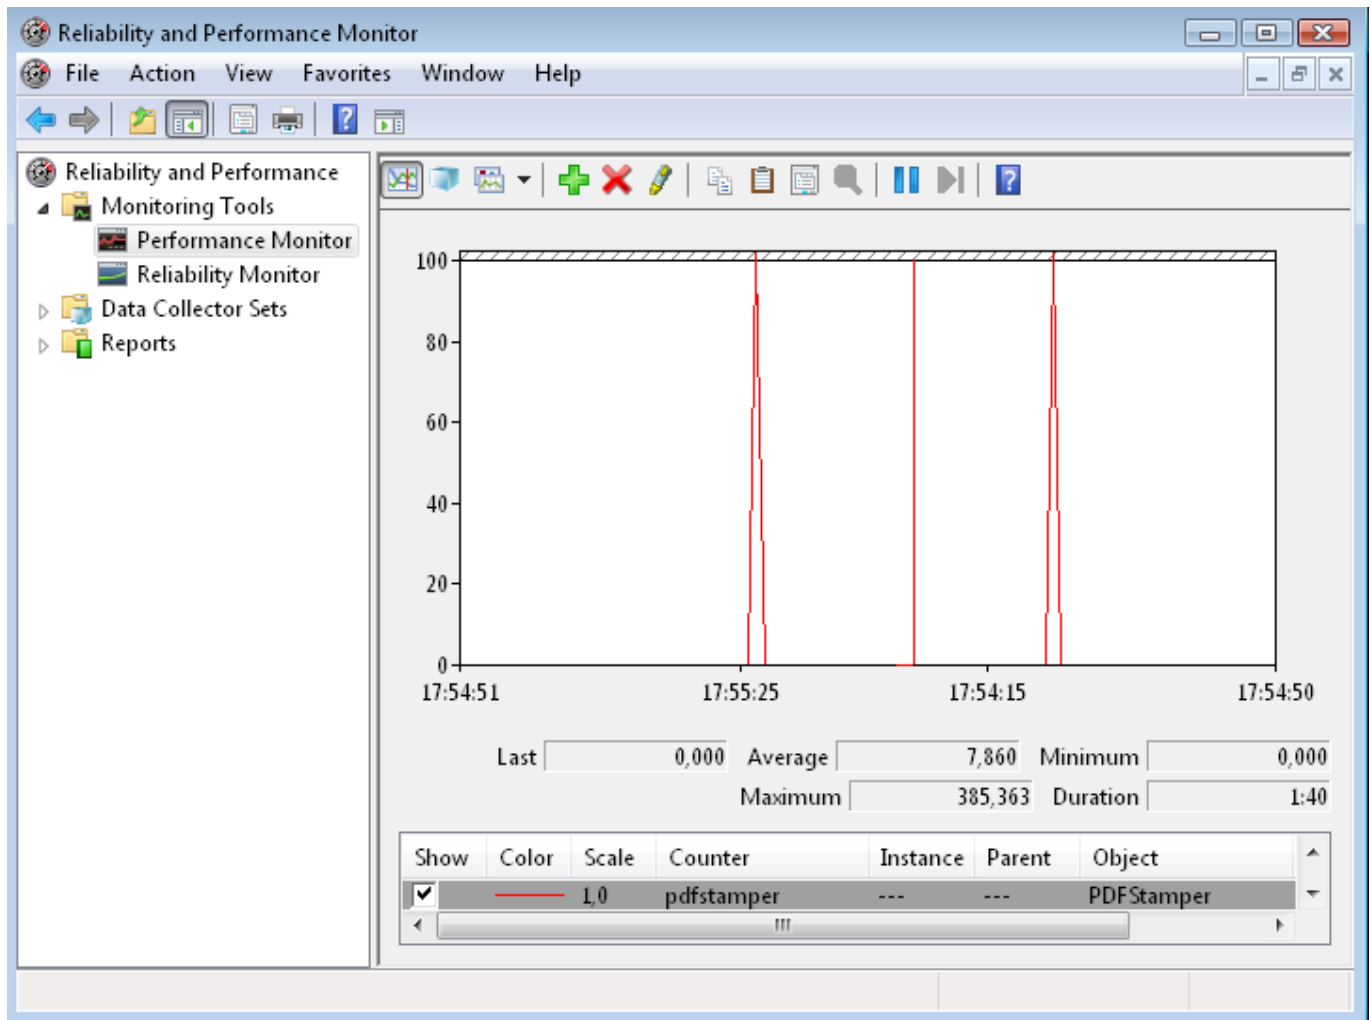 Reliability and Performance Monitor
File Action View Favorites Window Help
Reliability and Performance
Monitoring Tools
Performance Monitor
Reliability Monitor
Data Collector Sets
Reports
100
80
60
40
20
0
17:54:51 17:55:25 17:54:15 17:54:50
Last 0,000 Average 7,860 Minimum 0,000
Maximum 385,363 Duration 1:40
Show Color Scale Counter Instance Parent Object
1,0 pdfstamper --- --- PDFStamper